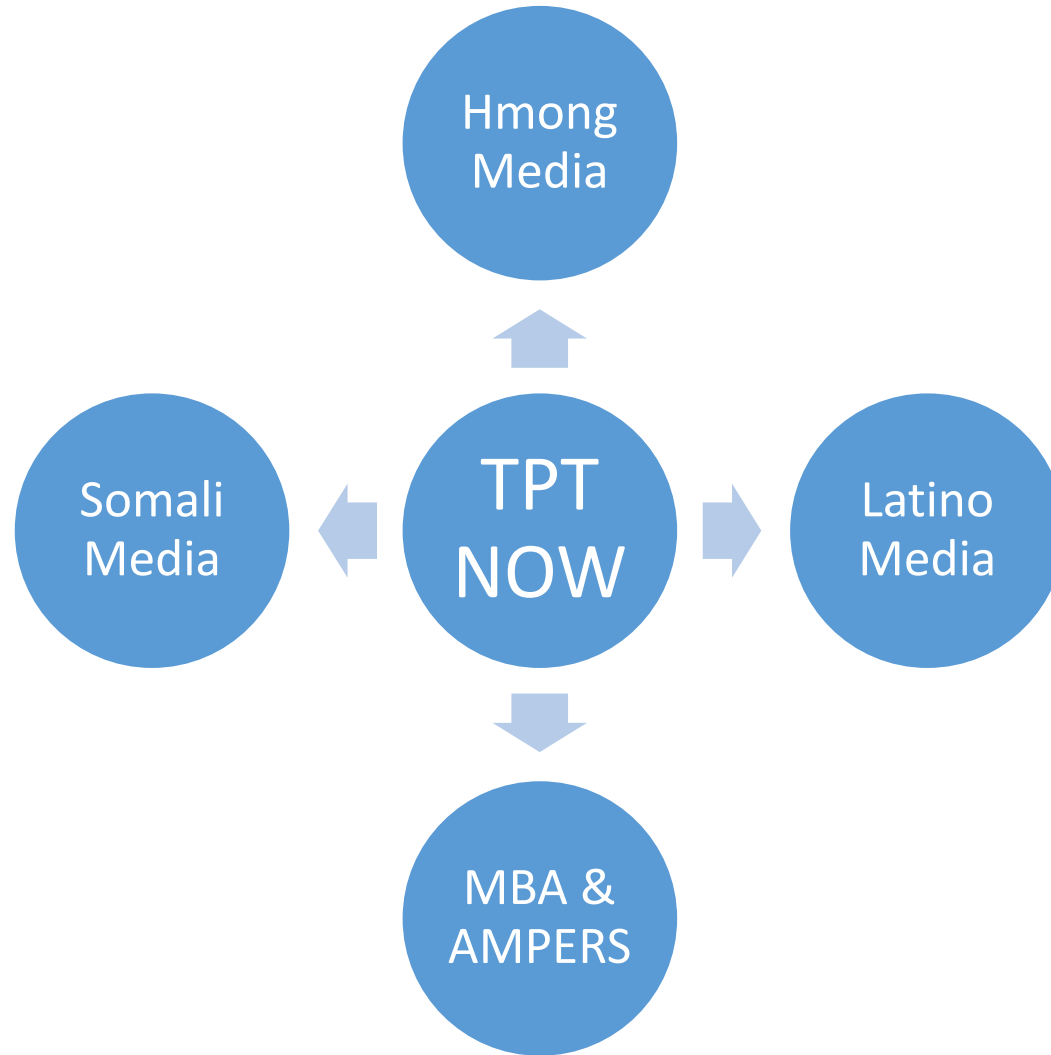 Hmong
Media
Somali
Media
TPT
NOW
Latino
Media
MBA &
AMPERS